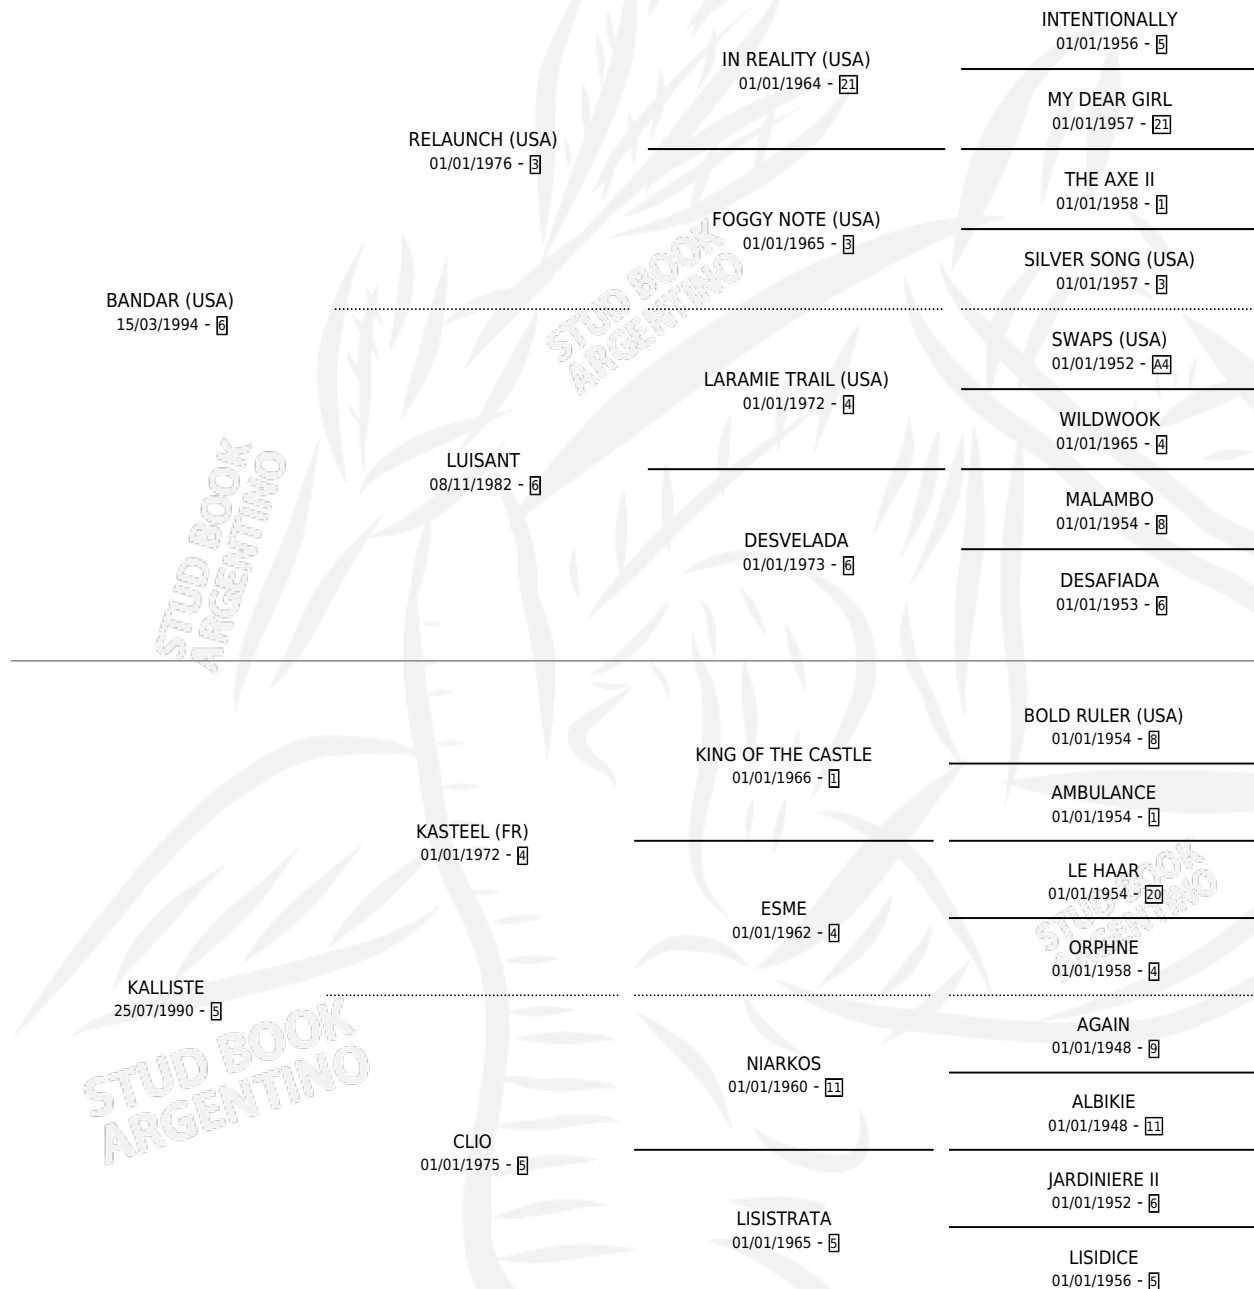 INTENTIONALLY
01/01/1956 - 5
IN REALITY (USA)
01/01/1964 - 21
MY DEAR GIRL
01/01/1957 - 21
RELAUNCH (USA)
01/01/1976 - 3
THE AXE II
01/01/1958 - 1
FOGGY NOTE (USA)
01/01/1965 - 3
SILVER SONG (USA)
01/01/1957 - 3
BANDAR (USA)
15/03/1994 - 6
SWAPS (USA)
01/01/1952 - A4
LARAMIE TRAIL (USA)
01/01/1972 - 4
WILDWOOK
01/01/1965 - 4
LUISANT
08/11/1982 - 6
MALAMBO
01/01/1954 - 8
DESVELADA
01/01/1973 - 6
DESAFIADA
01/01/1953 - 6
BOLD RULER (USA)
01/01/1954 - 8
KING OF THE CASTLE
01/01/1966 - 1
AMBULANCE
01/01/1954 - 1
KASTEEL (FR)
01/01/1972 - 4
LE HAAR
01/01/1954 - 20
ESME
01/01/1962 - 4
ORPHNE
01/01/1958 - 4
KALLISTE
25/07/1990 - 5
AGAIN
01/01/1948 - 9
NIARKOS
01/01/1960 - 11
ALBIKIE
01/01/1948 - 11
CLIO
01/01/1975 - 5
JARDINIERE II
01/01/1952 - 6
LISISTRATA
01/01/1965 - 5
LISIDICE
01/01/1956 - 5
STUD BOOK
ARGENTINO
STUD BOOK
ARGENTINO
STUD BOOK
ARGENTINO
STUD BOOK
ARGENTINO